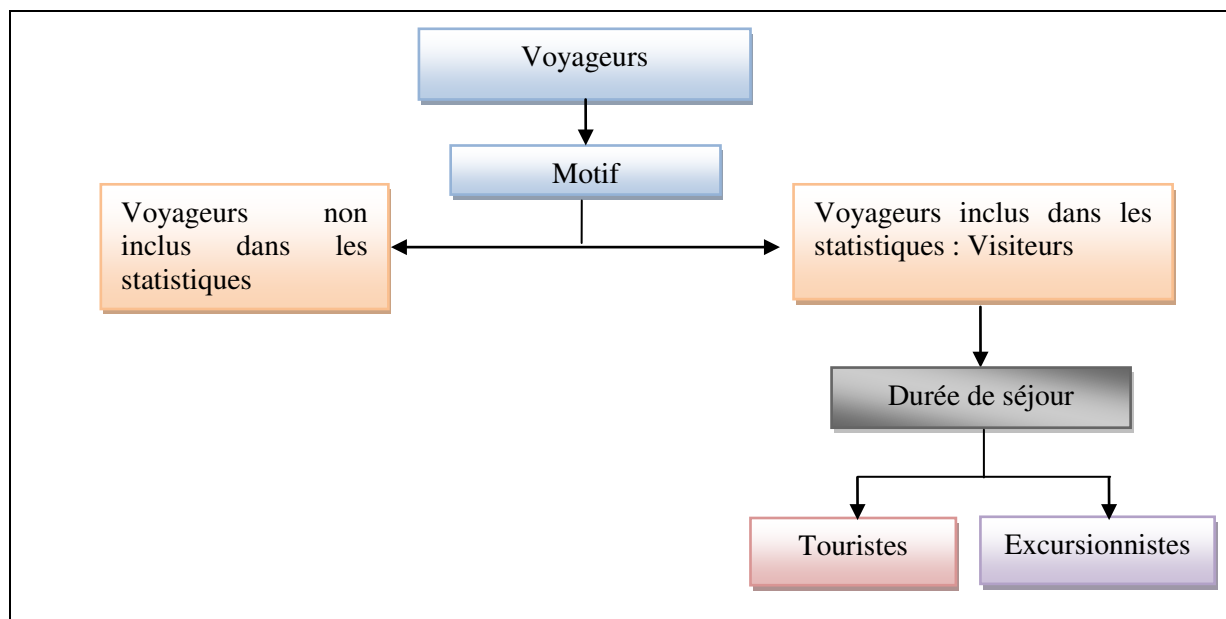 Voyageurs
Motif
Voyageurs non
inclus dans les
statistiques
Voyageurs inclus dans les
statistiques : Visiteurs
Durée de séjour
Touristes
Excursionnistes